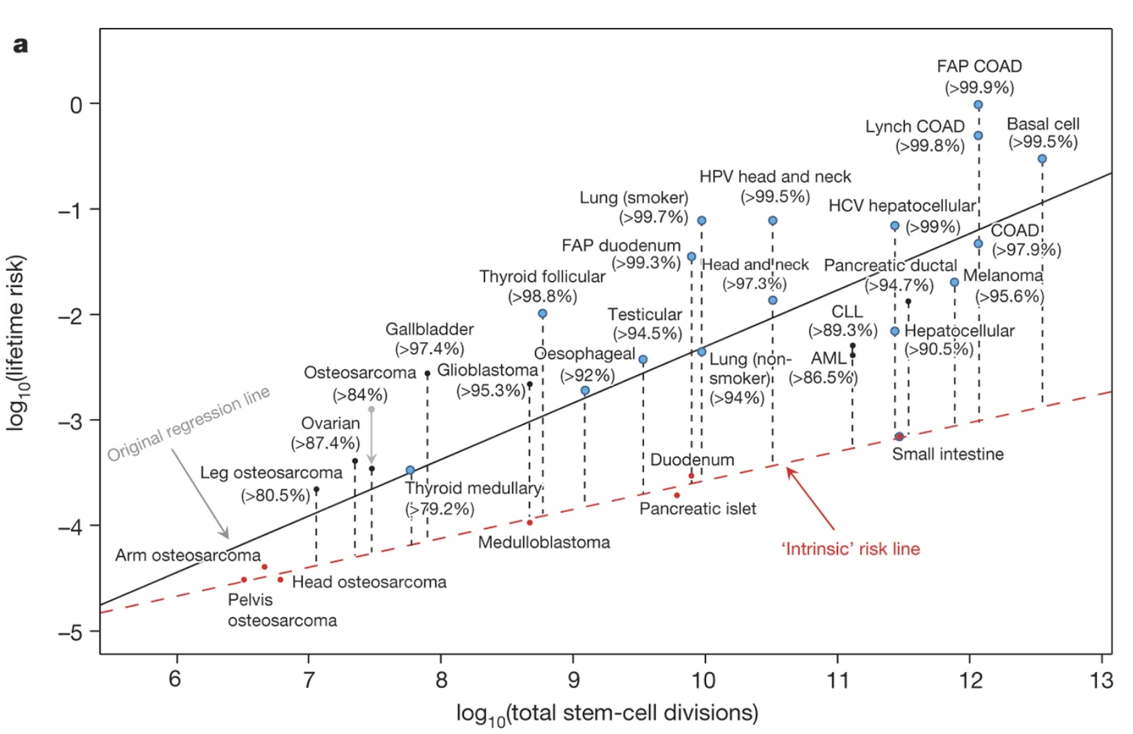 a
FAP COAD
(>99.9%)
Lynch COAD
(>99.8%)
Basal cell
(>99.5%)
HPV head and neck
(>99.5%)
Lung (smoker)
(>99.7%)
HCV hepatocellular
(>99%)
COAD
(>97.9%)
FAP duodenum
(>99.3%)
Head and neck
(>97.3%)
Pancreatic ductal
(>94.7%)
Melanoma
(>95.6%)
Thyroid follicular
(>98.8%)
Testicular
(>94.5%)
CLL
(>89.3%)
Gallbladder
(>97.4%)
Hepatocellular
(>90.5%)
Oesophageal
(>92%)
Lung (non-
smoker)
(>94%)
AML
(>86.5%)
Osteosarcoma
(>84%)
Glioblastoma
(>95.3%)
Original regression line
Ovarian
(>87.4%)
Leg osteosarcoma
(>80.5%)
Thyroid medullary
(>79.2%)
Duodenum
Small intestine
Pancreatic islet
Medulloblastoma
'Intrinsic' risk line
Arm osteosarcoma
Head osteosarcoma
Pelvis
osteosarcoma
0
−1
−2
−3
−4
−5
log10(lifetime risk)
6 7 8 9 10 11 12 13
log10(total stem-cell divisions)